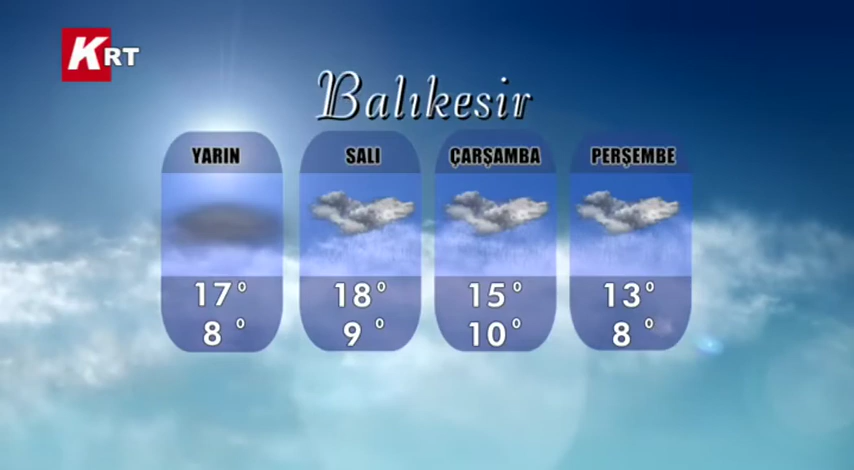 KRT
Balıkesir
YARIN SALI ÇARŞAMBA PERŞEMBE
17° 18° 15° 13°
8° 9° 10° 8°